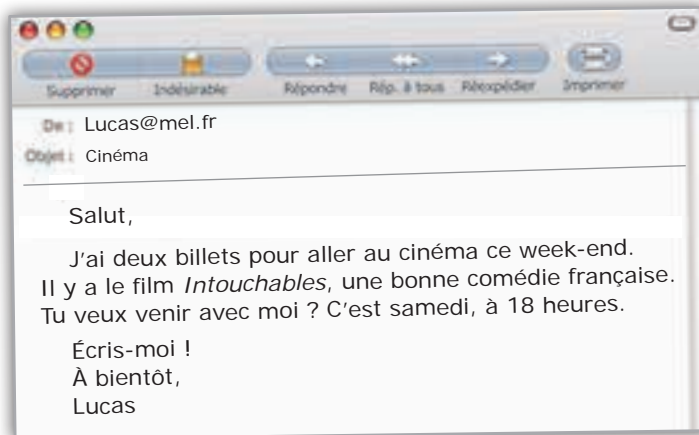 Supprimer Indésirable Répondre Rép. à tous Réexpédier Imprimer
De : Lucas@mel.fr
Objet : Cinéma
Salut,
J'ai deux billets pour aller au cinéma ce week-end.
Il y a le film Intouchables, une bonne comédie française.
Tu veux venir avec moi ? C'est samedi, à 18 heures.
Écris-moi !
À bientôt,
Lucas